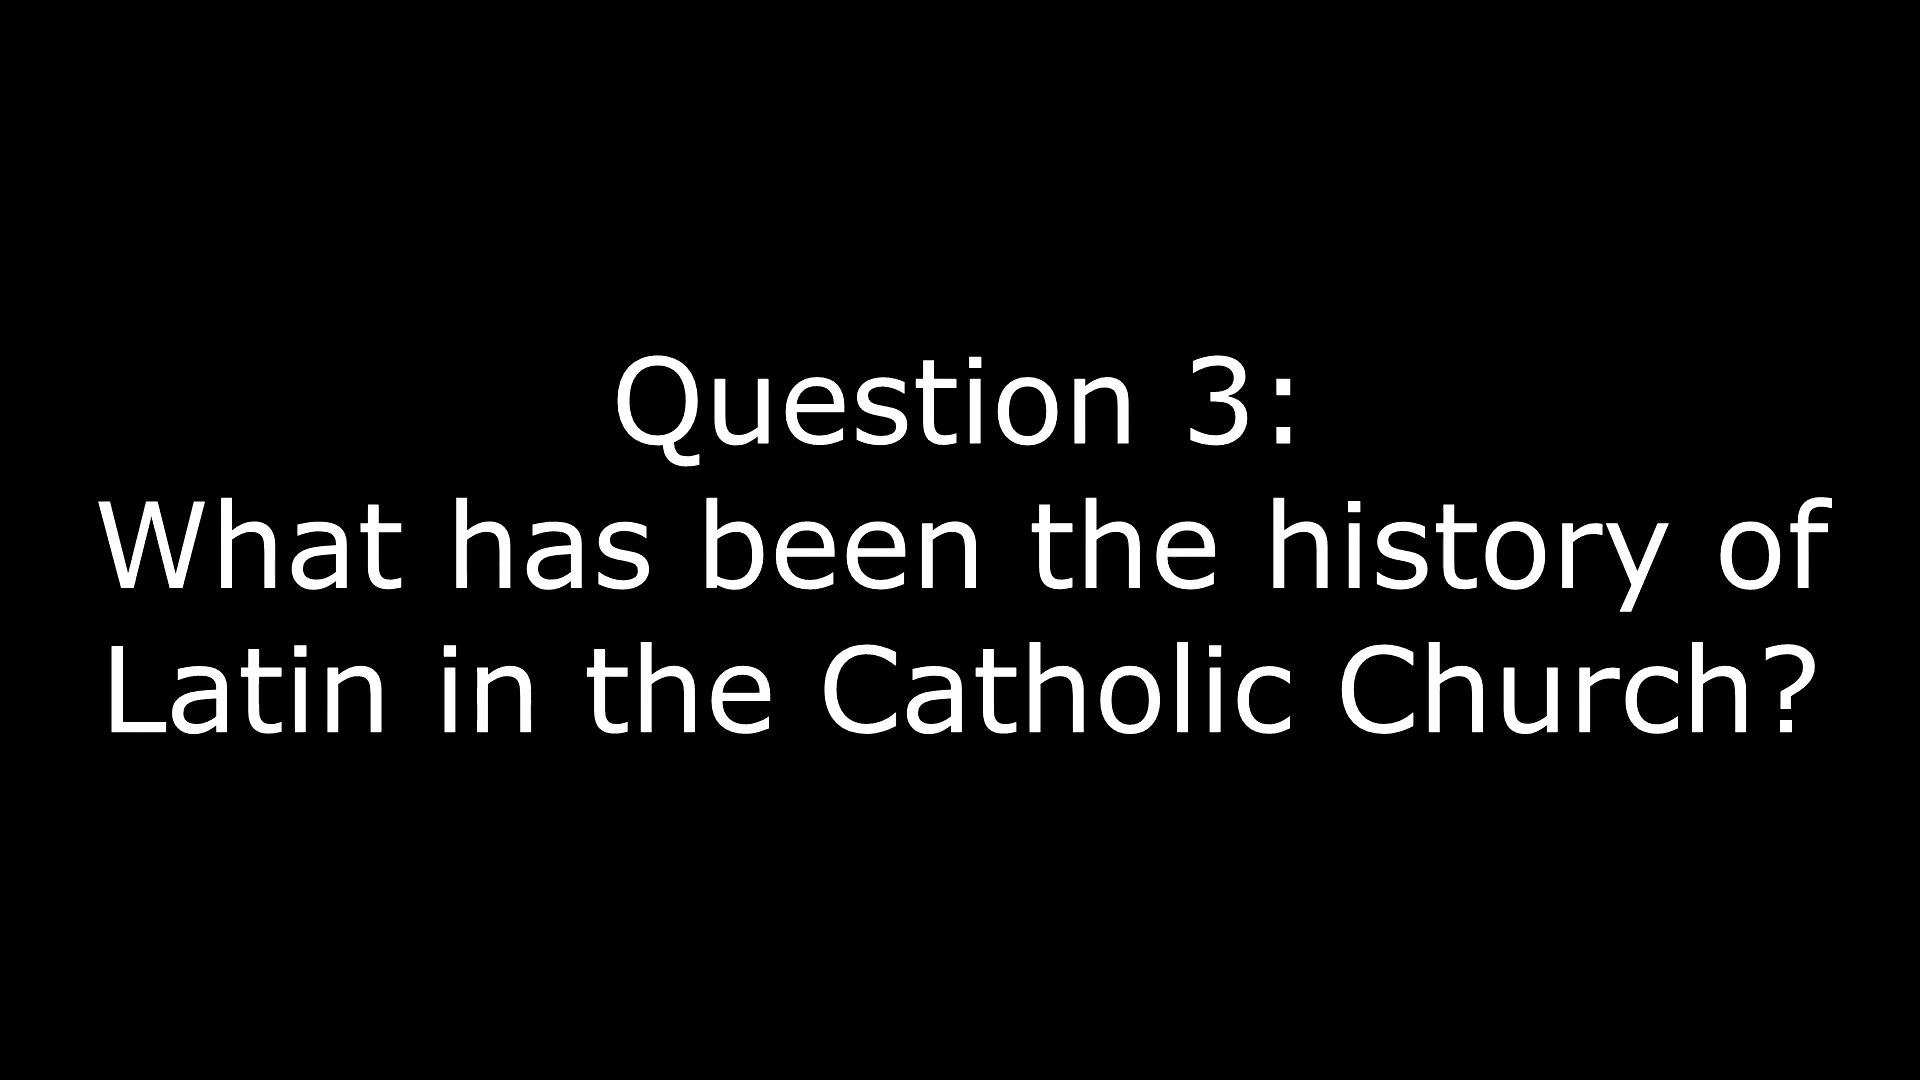 Question 3:
What has been the history of
Latin in the Catholic Church?